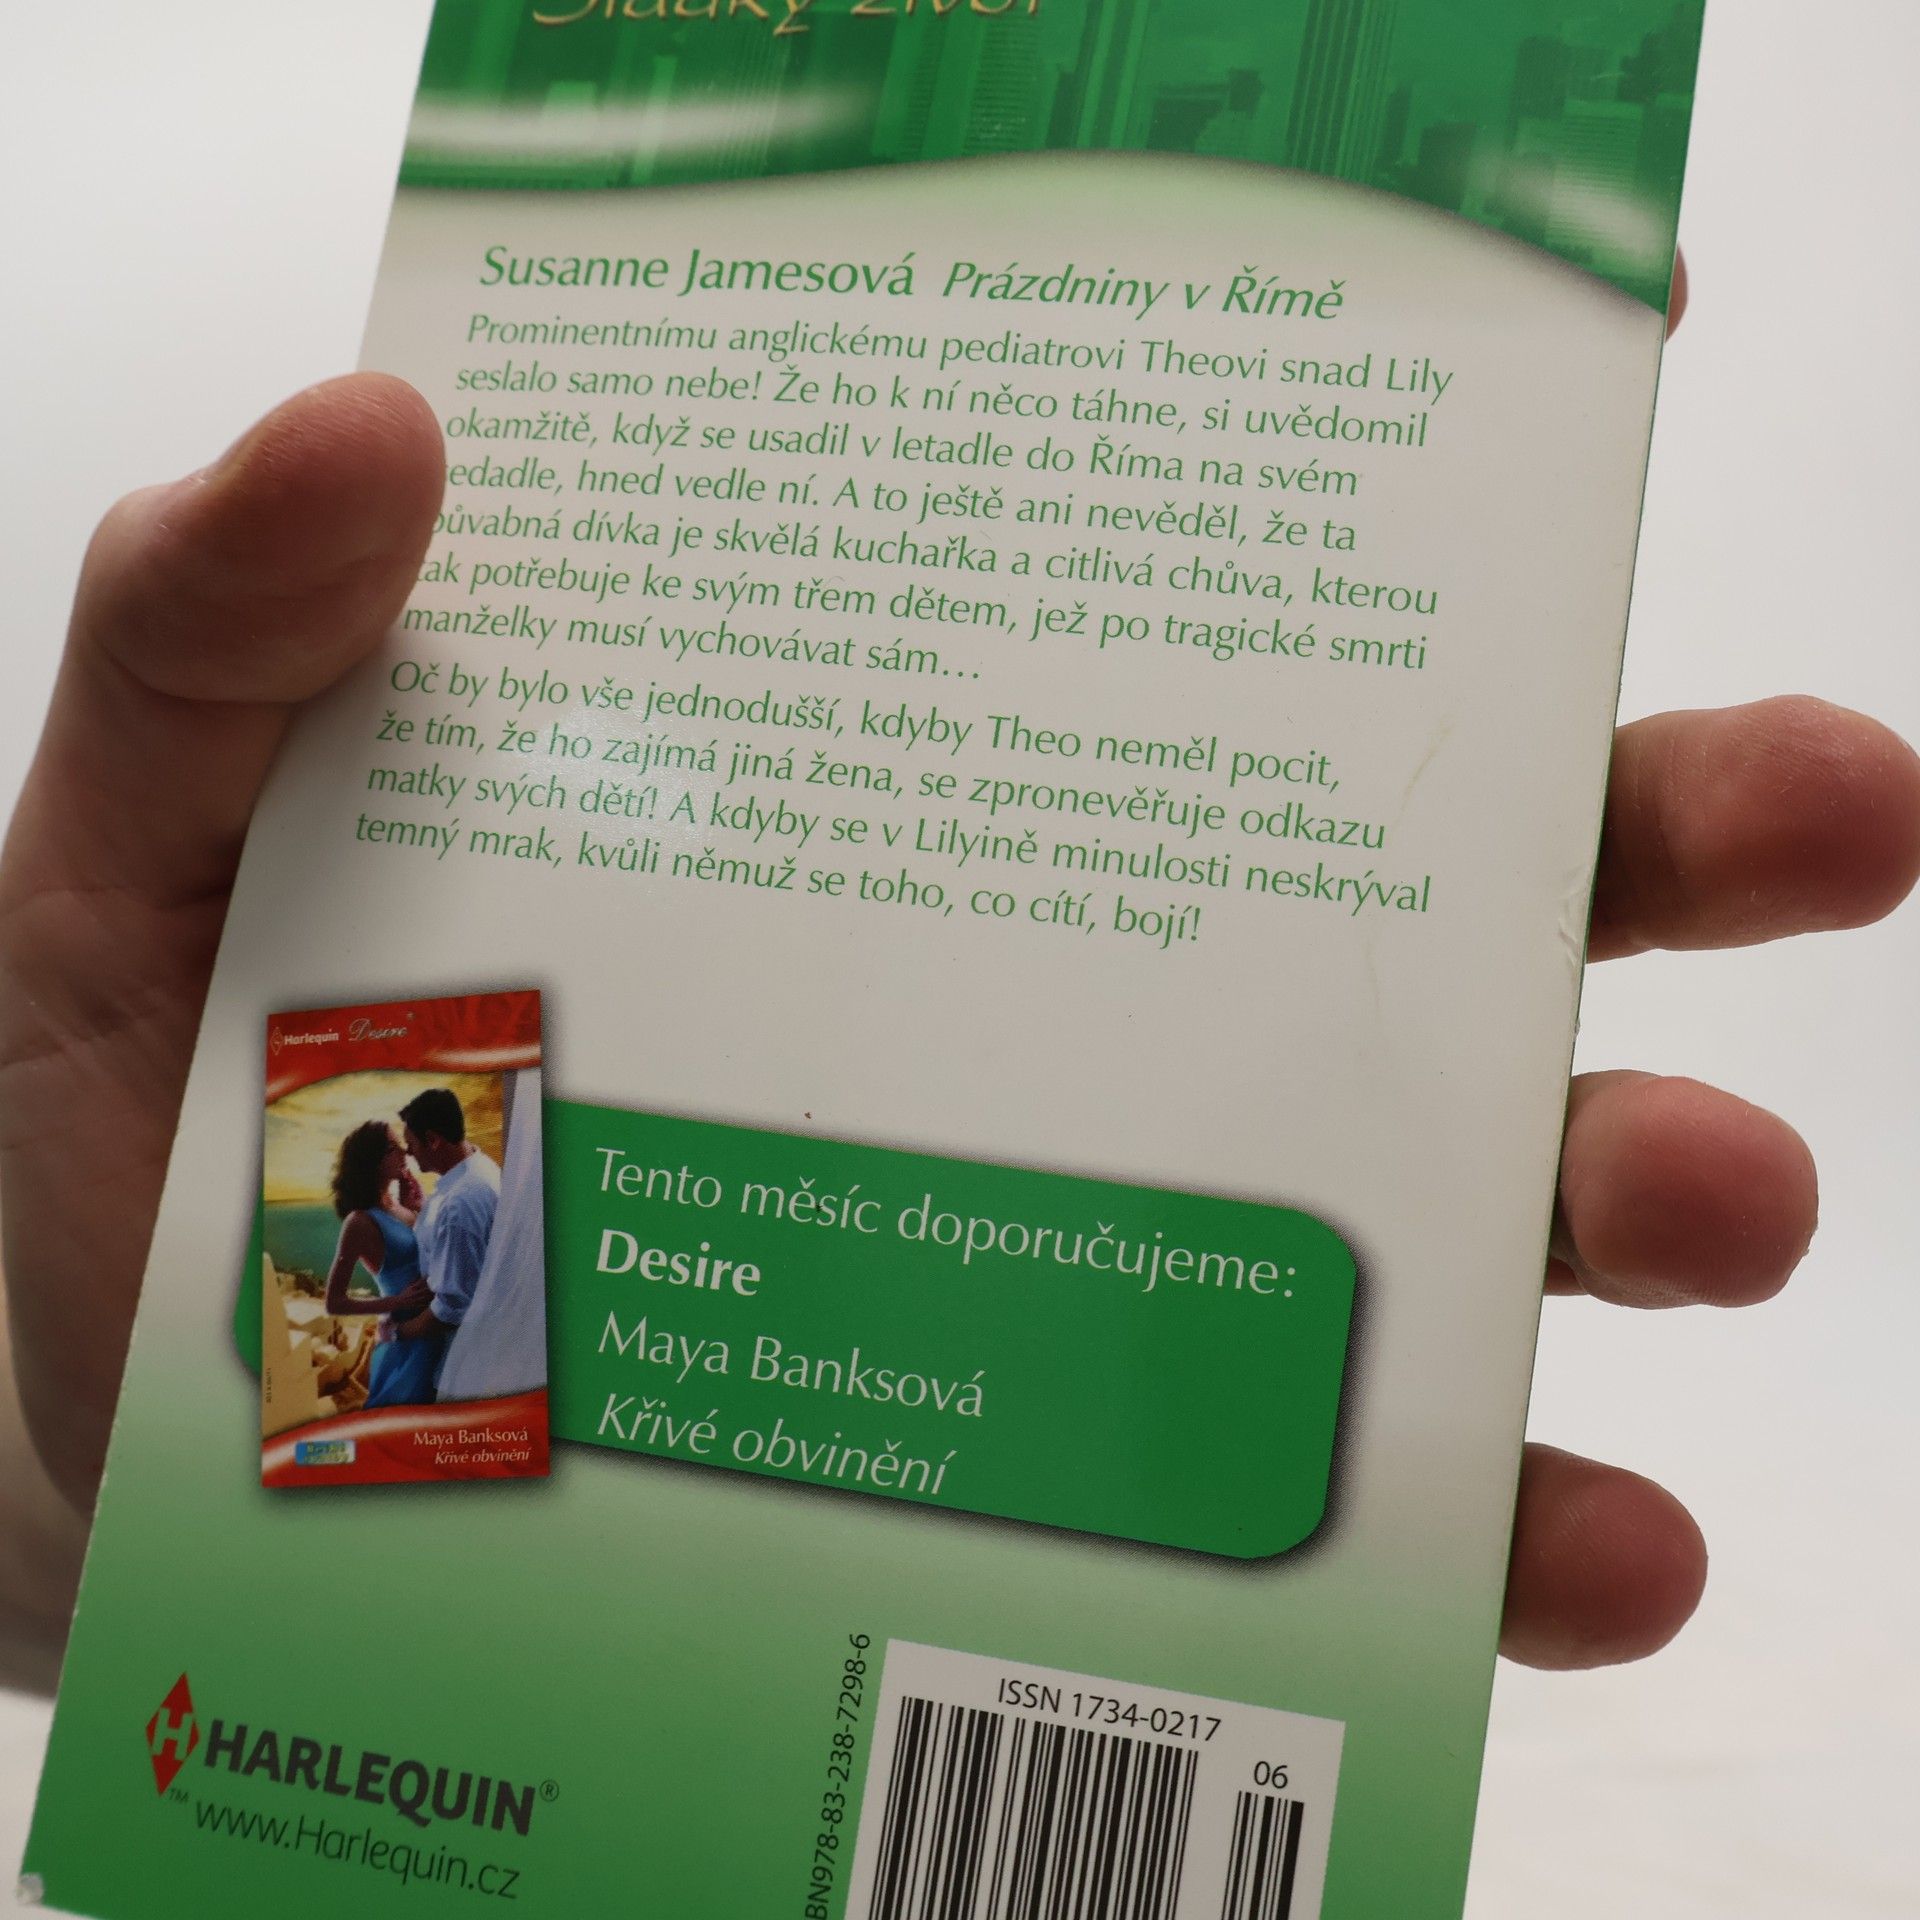 Sladký život
Susanne Jamesová Prázdniny v Římě
Prominentnímu anglickému pediatrovi Theovi snad Lily
seslalo samo nebe! Že ho k ní něco táhne, si uvědomil
okamžitě, když se usadil v letadle do Říma na svém
edadle, hned vedle ní. A to ještě ani nevěděl, že ta
půvabná dívka je skvělá kuchařka a citlivá chůva, kterou
tak potřebuje ke svým třem dětem, jež po tragické smrti
manželky musí vychovávat sám...
Oč by bylo vše jednodušší, kdyby Theo neměl pocit,
že tím, že ho zajímá jiná žena, se zpronevěřuje odkazu
matky svých dětí! A kdyby se v Lilyině minulosti neskrýval
temný mrak, kvůli němuž se toho, co cítí, bojí!
Harlequin Desire®
Maya Banksová
Křivé obvinění
Tento měsíc doporučujeme:
Desire
Maya Banksová
Křivé obvinění
H HARLEQUIN®
™ www.Harlequin.cz
BN978-83-238-7298-6
ISSN 1734-0217
06